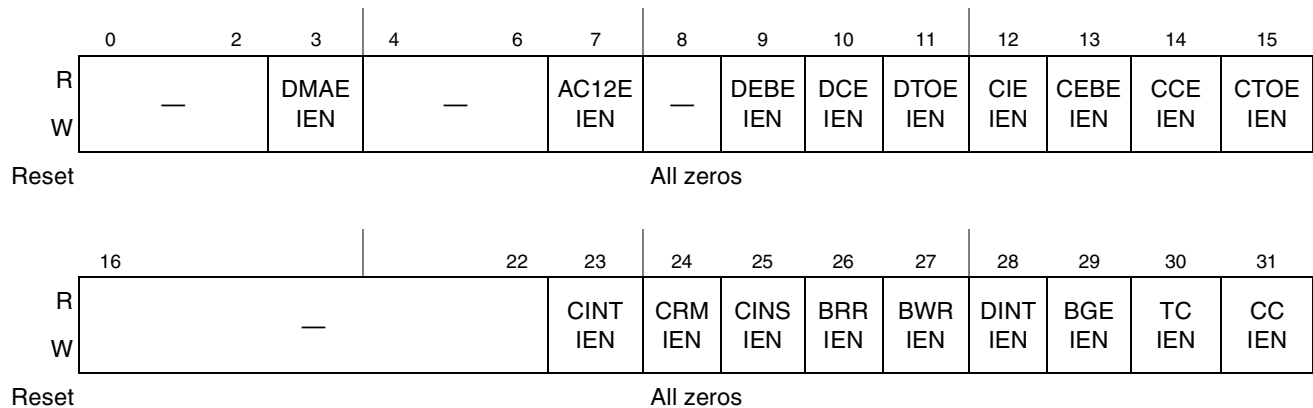 0 2 3 4 6 7 8 9 10 11 12 13 14 15
R — DMAE — AC12E — DEBE DCE DTOE CIE CEBE CCE CTOE
W IEN IEN IEN IEN IEN IEN IEN IEN IEN
Reset All zeros
16 22 23 24 25 26 27 28 29 30 31
R — CINT CRM CINS BRR BWR DINT BGE TC CC
W IEN IEN IEN IEN IEN IEN IEN IEN IEN
Reset All zeros